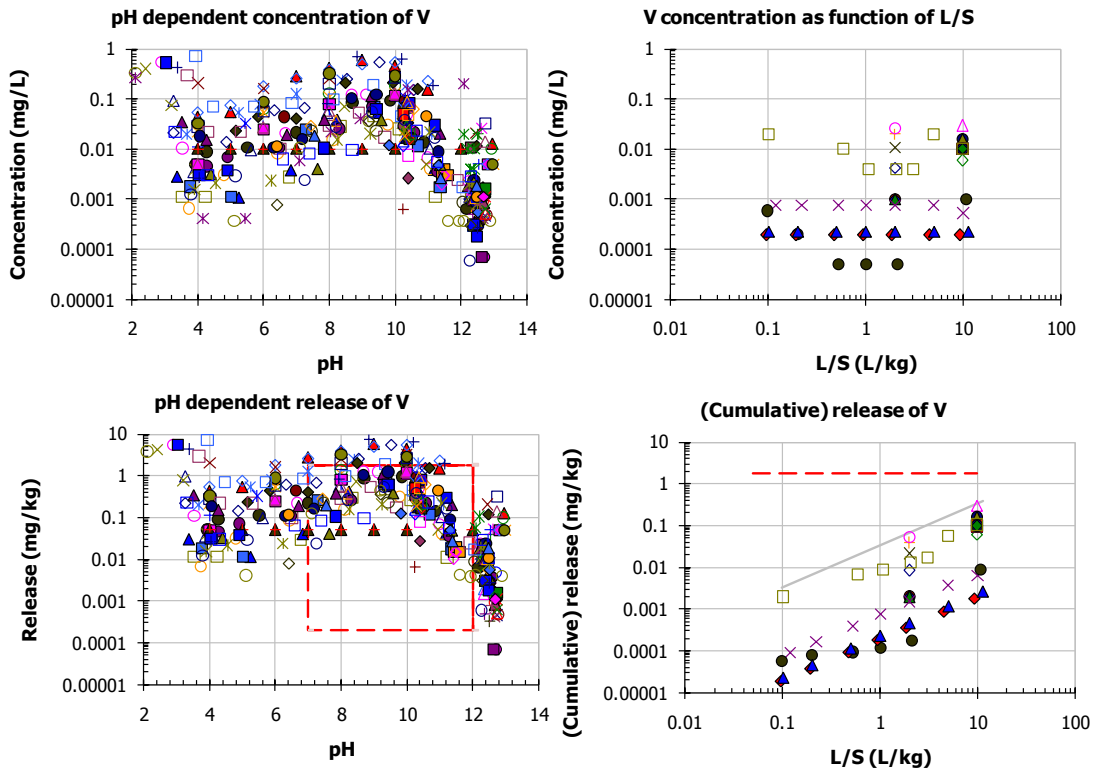 pH dependent concentration of V
Concentration (mg/L)
1
0.1
0.01
0.001
0.0001
0.00001
2 4 6 8 10 12 14
pH
V concentration as function of L/S
Concentration (mg/L)
1
0.1
0.01
0.001
0.0001
0.00001
0.01 0.1 1 10 100
L/S (L/kg)
pH dependent release of V
Release (mg/kg)
10
1
0.1
0.01
0.001
0.0001
0.00001
2 4 6 8 10 12 14
pH
(Cumulative) release of V
(Cumulative) release (mg/kg)
10
1
0.1
0.01
0.001
0.0001
0.00001
0.01 0.1 1 10 100
L/S (L/kg)